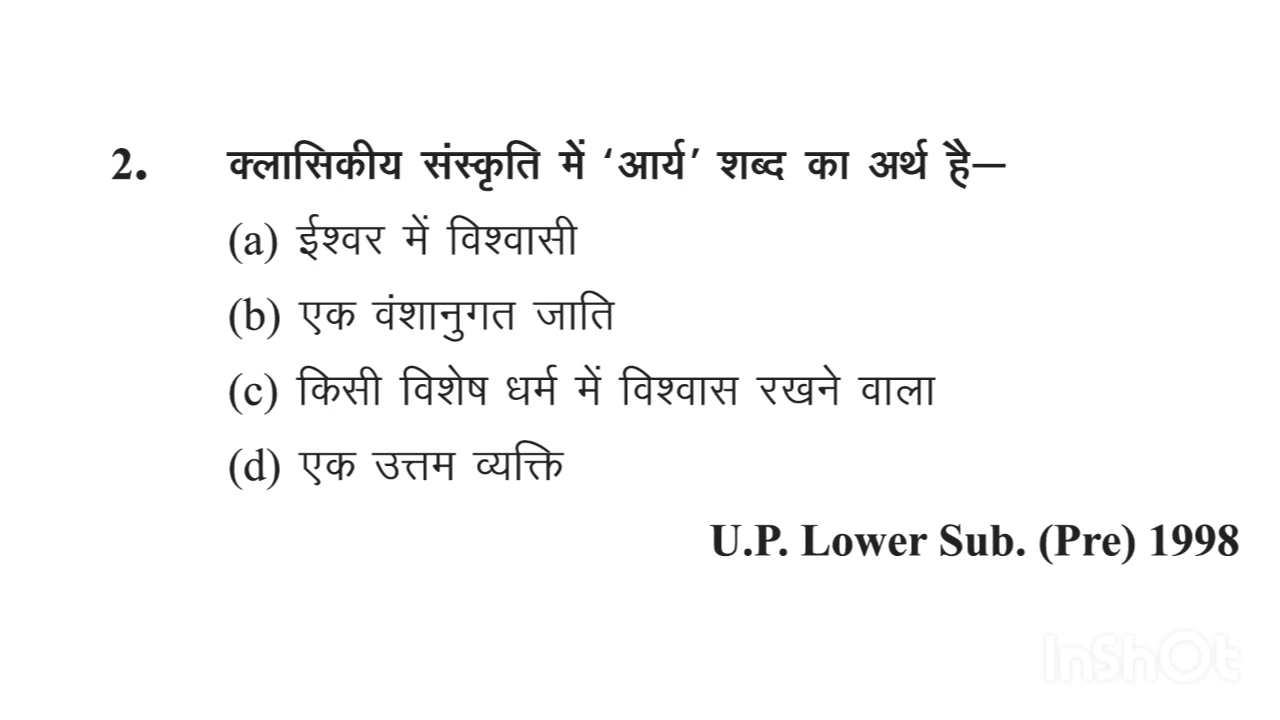 2. क्लासिकीय संस्कृति में ‘आर्य’ शब्द का अर्थ है—
(a) ईश्वर में विश्वासी
(b) एक वंशानुगत जाति
(c) किसी विशेष धर्म में विश्वास रखने वाला
(d) एक उत्तम व्यक्ति
U.P. Lower Sub. (Pre) 1998
InShOt